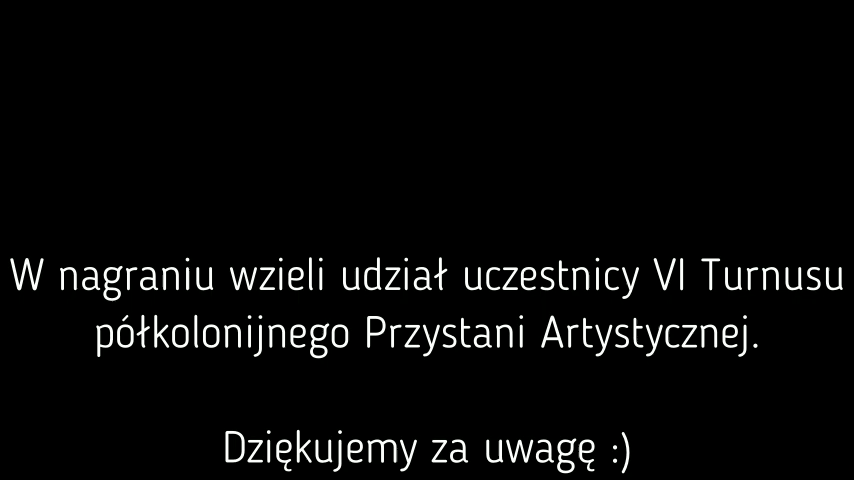 W nagraniu wzieli udział uczestnicy VI Turnusu
półkolonijnego Przystani Artystycznej.
Dziękujemy za uwagę :)